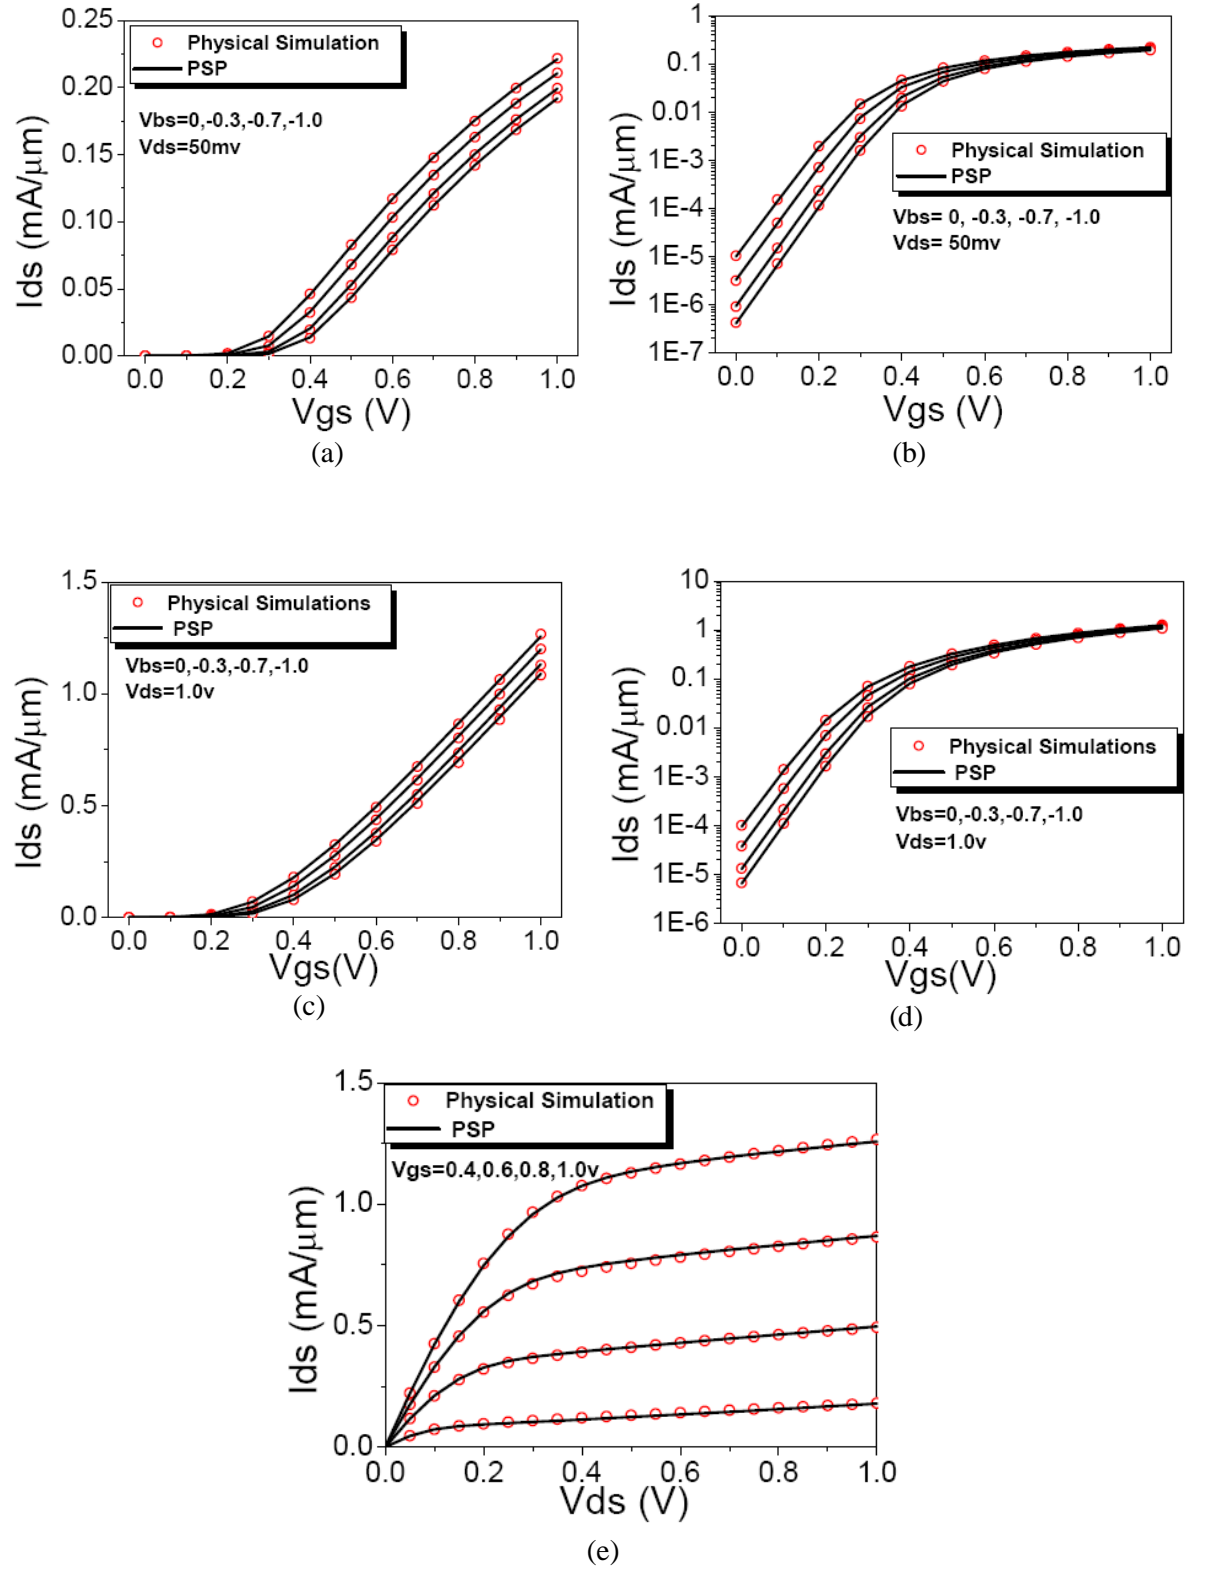 0.25
0.20
0.15
0.10
0.05
0.00
Ids (mA/μm)
Physical Simulation
PSP
Vbs=0,-0.3,-0.7,-1.0
Vds=50mv
0.0 0.2 0.4 0.6 0.8 1.0
Vgs (V)
(a)
1
0.1
0.01
1E-3
1E-4
1E-5
1E-6
1E-7
Ids (mA/μm)
Physical Simulation
PSP
Vbs= 0, -0.3, -0.7, -1.0
Vds= 50mv
0.0 0.2 0.4 0.6 0.8 1.0
Vgs (V)
(b)
1.5
1.0
0.5
0.0
Ids (mA/μm)
Physical Simulations
PSP
Vbs=0,-0.3,-0.7,-1.0
Vds=1.0v
0.0 0.2 0.4 0.6 0.8 1.0
Vgs(V)
(c)
10
1
0.1
0.01
1E-3
1E-4
1E-5
1E-6
Ids (mA/μm)
Physical Simulations
PSP
Vbs=0,-0.3,-0.7,-1.0
Vds=1.0v
0.0 0.2 0.4 0.6 0.8 1.0
Vgs(V)
(d)
1.5
1.0
0.5
0.0
Ids (mA/μm)
Physical Simulation
PSP
Vgs=0.4,0.6,0.8,1.0v
0.0 0.2 0.4 0.6 0.8 1.0
Vds (V)
(e)